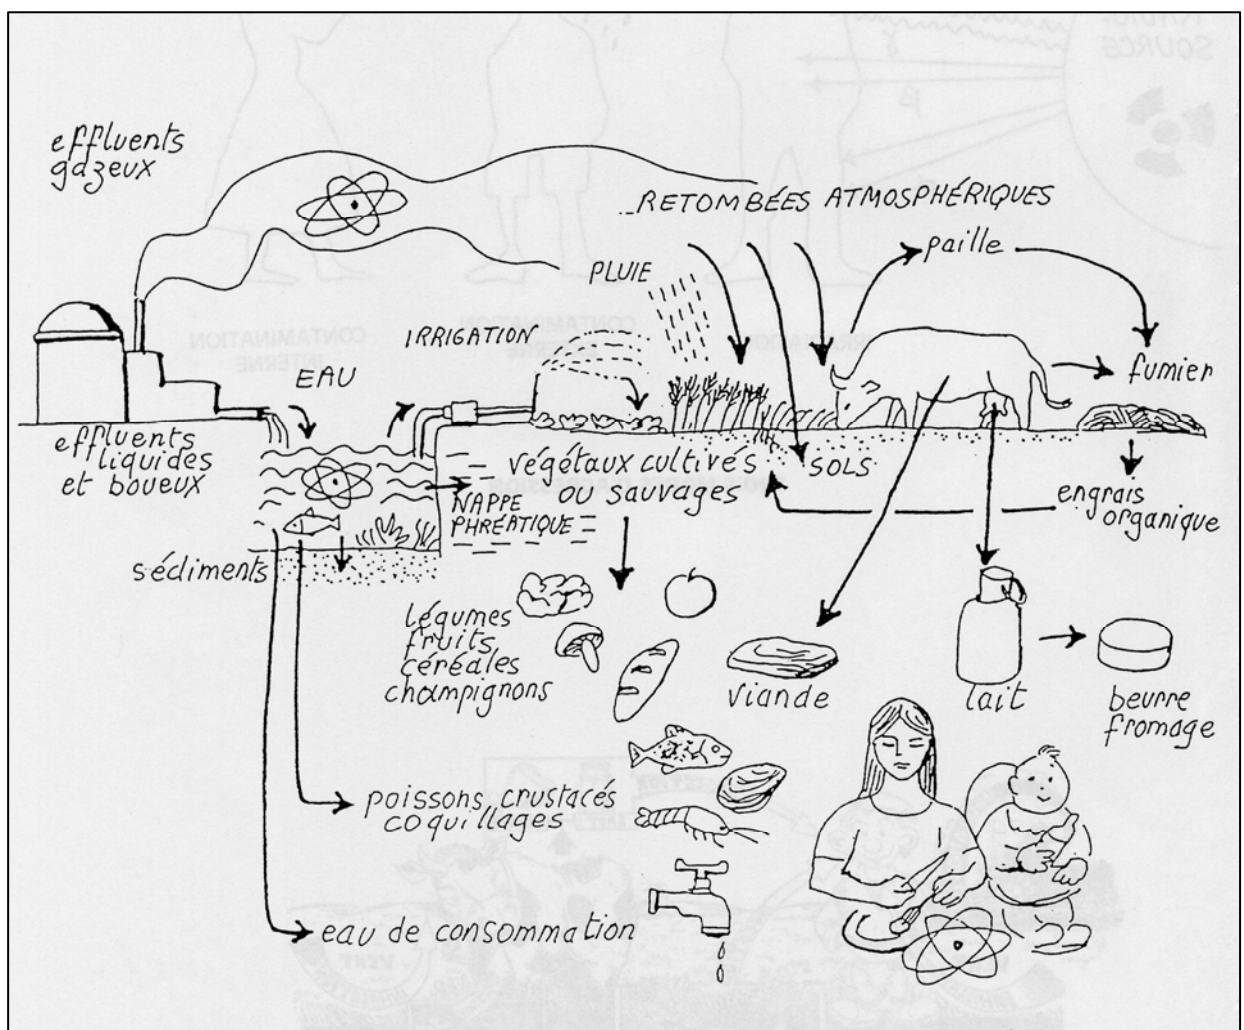 effluents
gazeux
...RETOMBÉES ATMOSPHÉRIQUES
paille
PLUIE
IRRIGATION
EAU
fumier
effluents
liquides
et boueux
végétaux cultivés
ou sauvages
SOLS
NAPPE
PHRÉATIQUE
engrais
organique
sédiments
légumes
fruits
céréales
champignons
viande
lait
beurre
fromage
poissons, crustacés
coquillages
eau de consommation